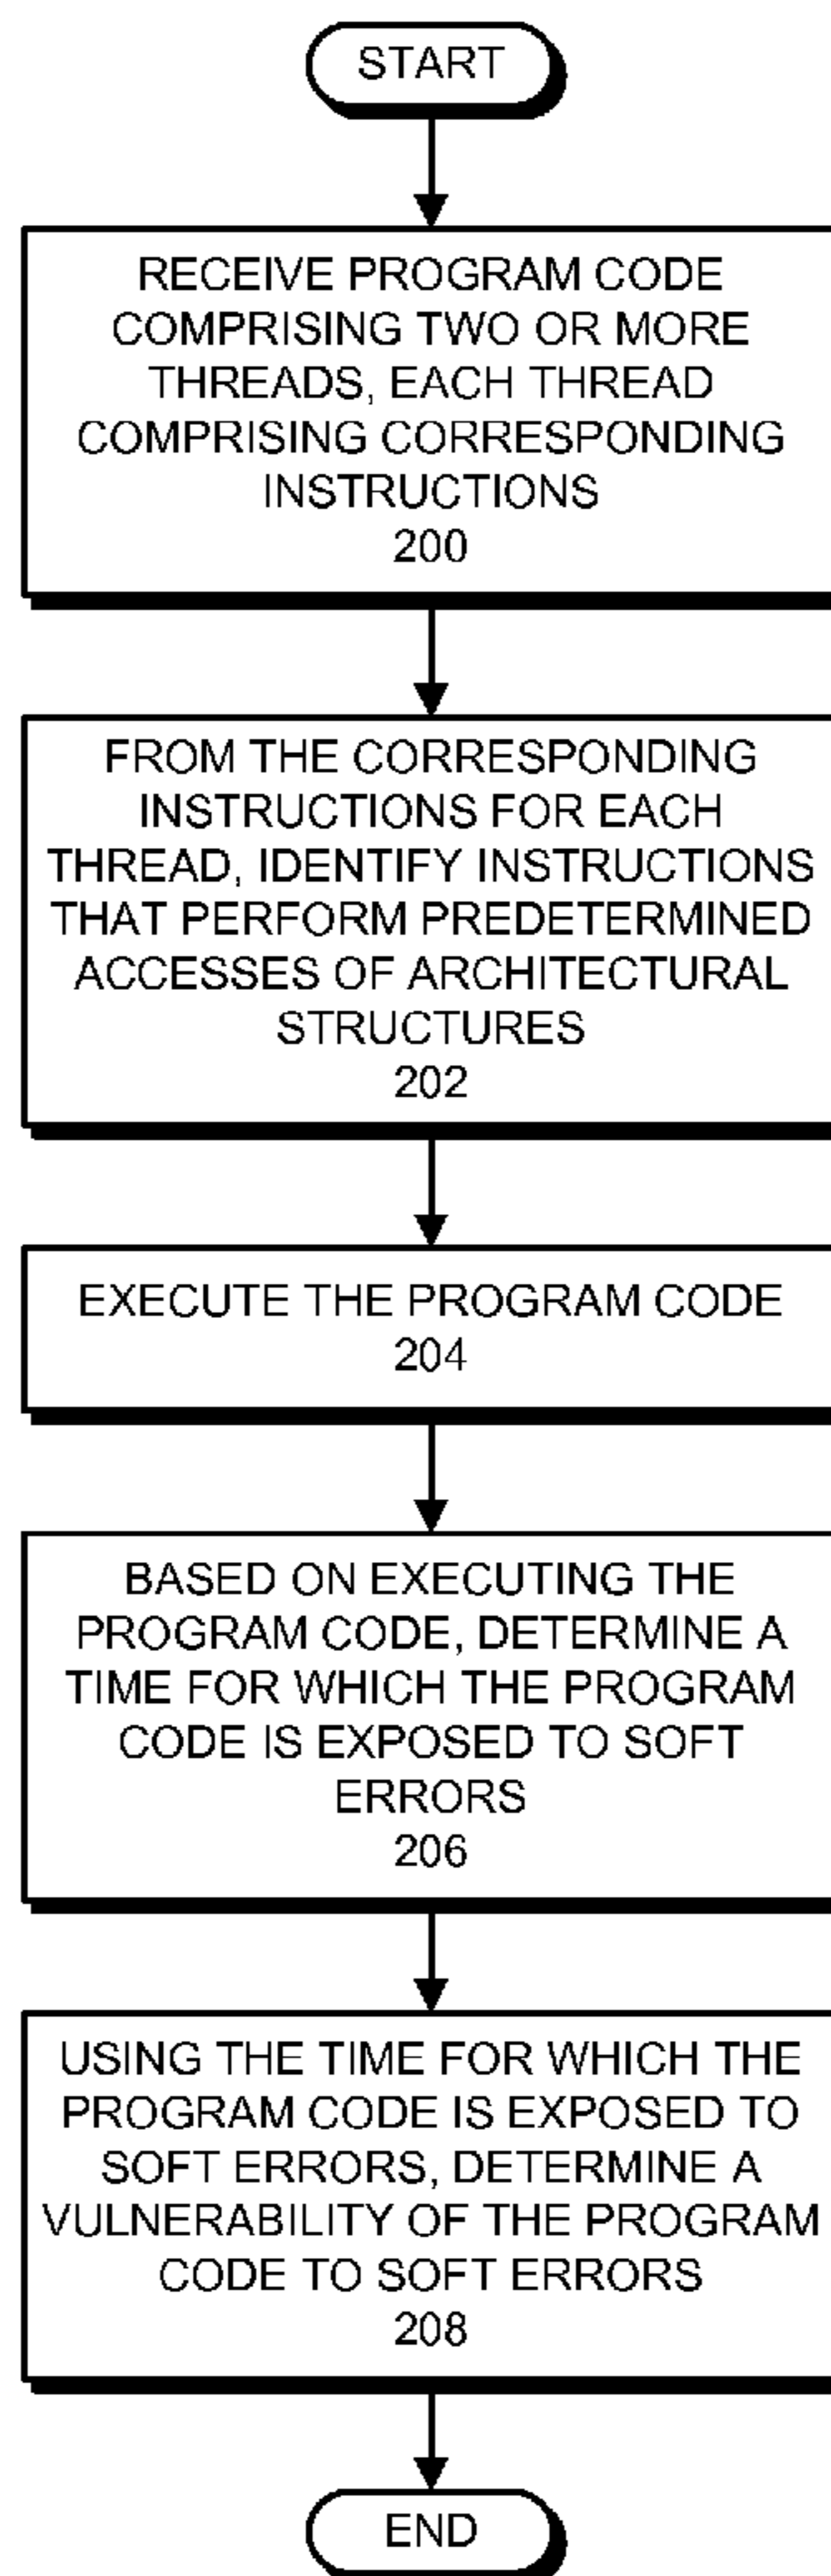 START
RECEIVE PROGRAM CODE
COMPRISING TWO OR MORE
THREADS, EACH THREAD
COMPRISING CORRESPONDING
INSTRUCTIONS
200
FROM THE CORRESPONDING
INSTRUCTIONS FOR EACH
THREAD, IDENTIFY INSTRUCTIONS
THAT PERFORM PREDETERMINED
ACCESSES OF ARCHITECTURAL
STRUCTURES
202
EXECUTE THE PROGRAM CODE
204
BASED ON EXECUTING THE
PROGRAM CODE, DETERMINE A
TIME FOR WHICH THE PROGRAM
CODE IS EXPOSED TO SOFT
ERRORS
206
USING THE TIME FOR WHICH THE
PROGRAM CODE IS EXPOSED TO
SOFT ERRORS, DETERMINE A
VULNERABILITY OF THE PROGRAM
CODE TO SOFT ERRORS
208
END